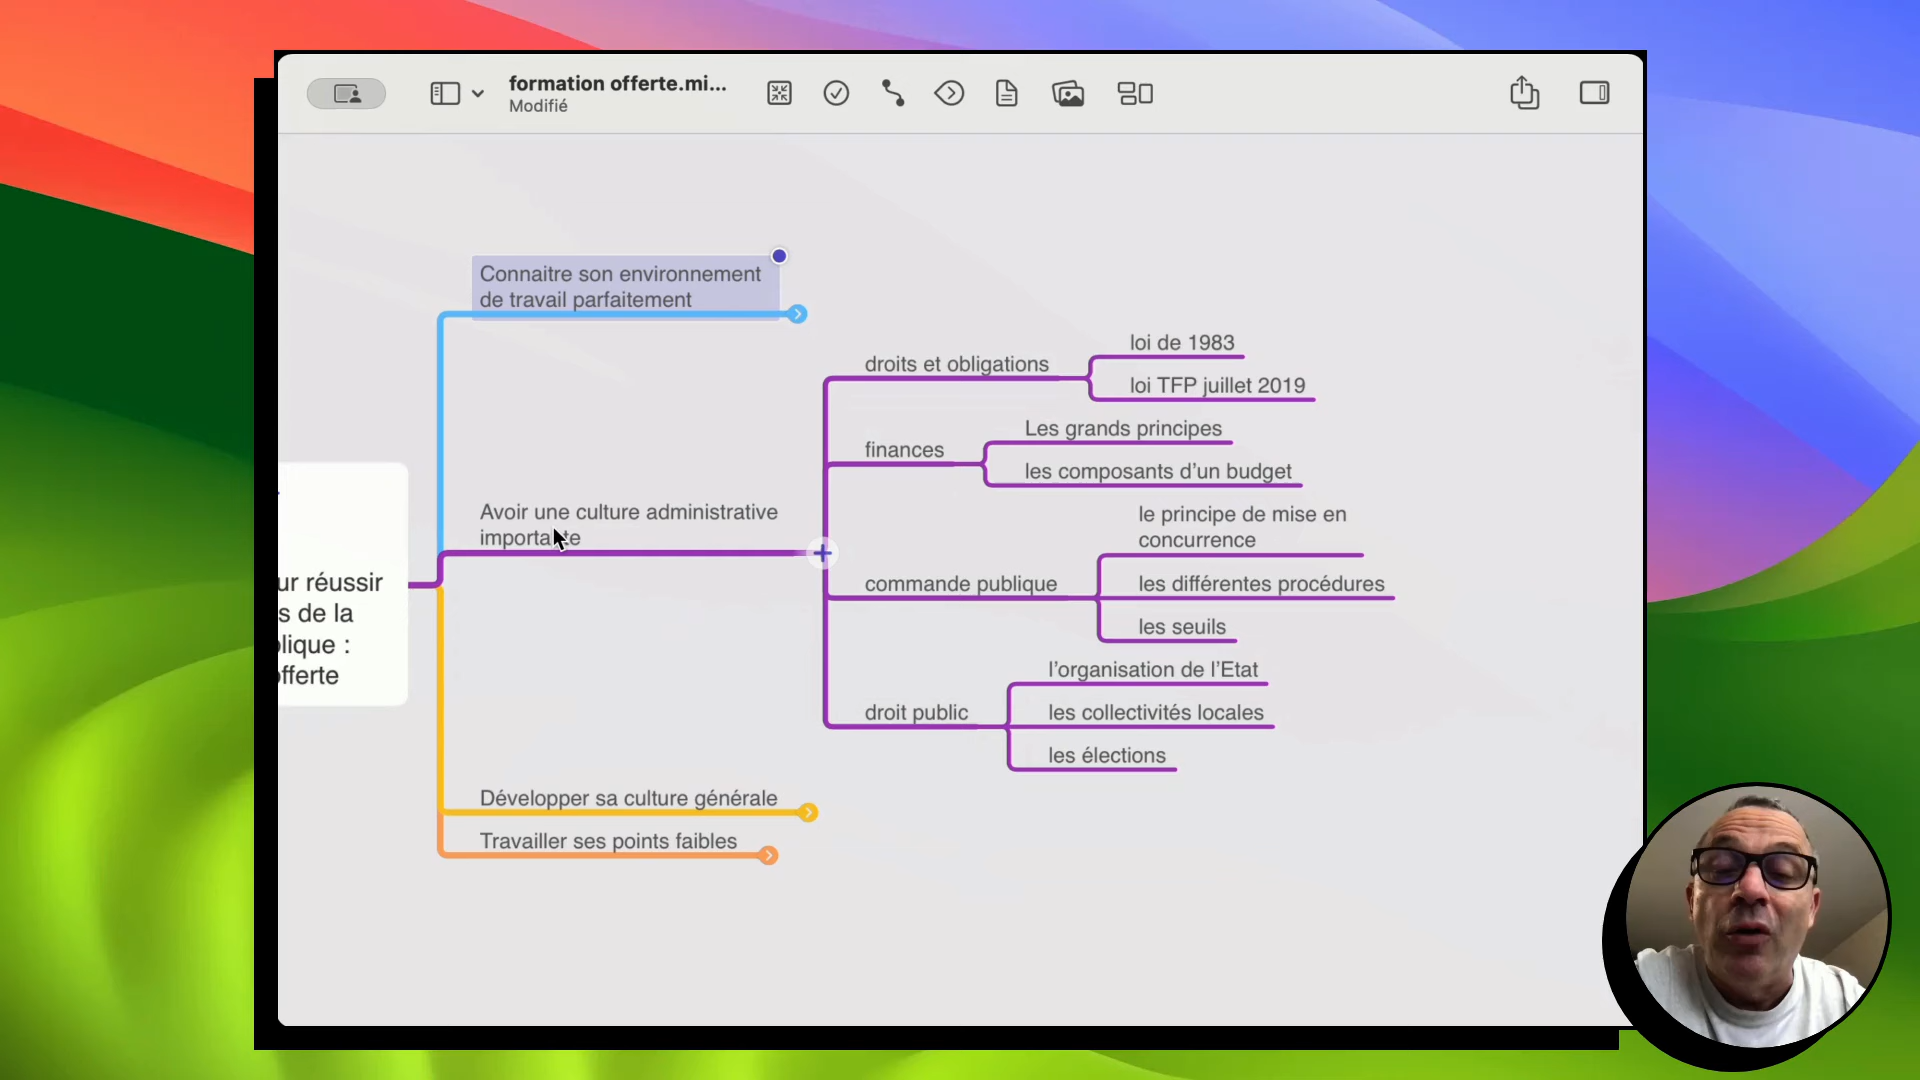 formation offerte.mi...
Modifié
Connaitre son environnement
de travail parfaitement
loi de 1983
droits et obligations
loi TFP juillet 2019
Les grands principes
finances
les composants d’un budget
Avoir une culture administrative
importante
le principe de mise en
concurrence
commande publique
les différentes procédures
les seuils
ur réussir
s de la
lique :
offerte
l’organisation de l’Etat
droit public
les collectivités locales
les élections
Développer sa culture générale
Travailler ses points faibles